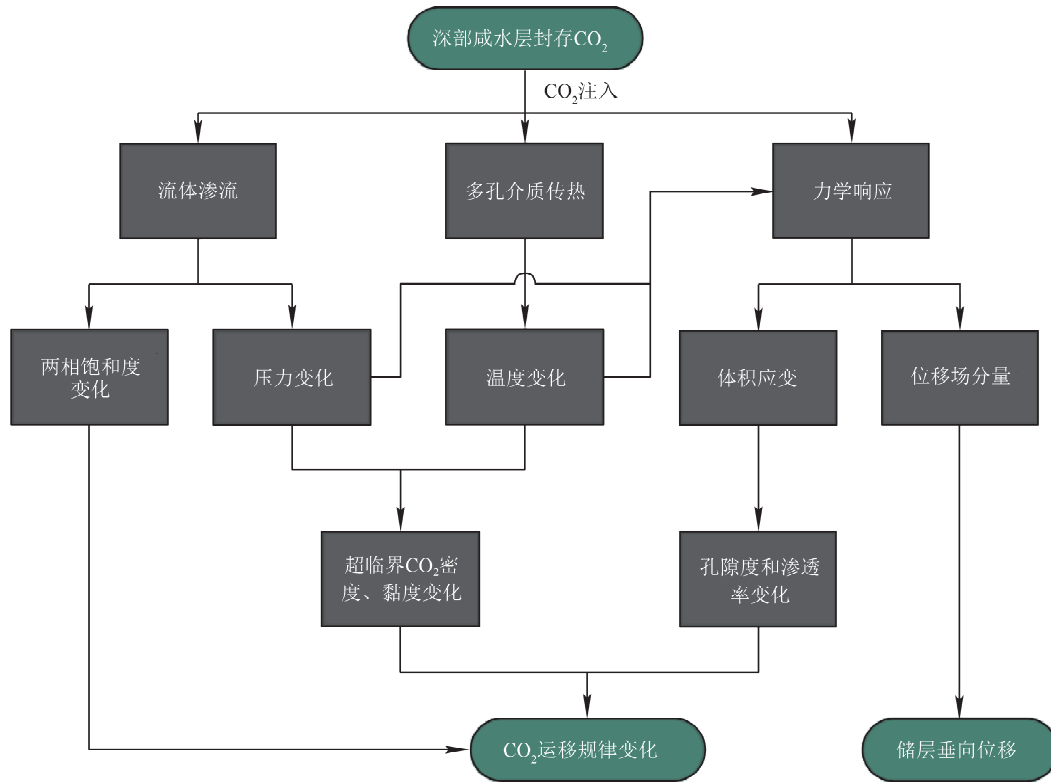 深部咸水层封存CO₂
CO₂注入
流体渗流
多孔介质传热
力学响应
两相饱和度
变化
压力变化
温度变化
体积应变
位移场分量
超临界CO₂密
度、黏度变化
孔隙度和渗透
率变化
CO₂运移规律变化
储层垂向位移